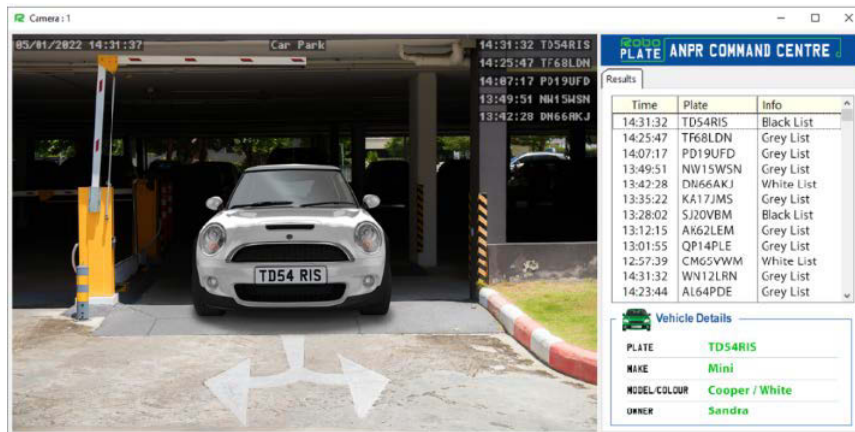 Camera : 1
05/01/2022 14:31:37
Car Park
14:31:32 TD54RIS
14:25:47 TF68LDN
14:07:17 PD19UFD
13:49:51 NW15WSN
13:42:28 DN66AKJ
TD54 RIS
Robo PLATE ANPR COMMAND CENTRE
Results
Time Plate Info
14:31:32 TD54RIS Black List
14:25:47 TF68LDN Grey List
14:07:17 PD19UFD Grey List
13:49:51 NW15WSN Grey List
13:42:28 DN66AKJ White List
13:35:22 KA17JMS Grey List
13:28:02 SJ20VBM Black List
13:12:15 AK62LEM Grey List
13:01:55 QP14PLE Grey List
12:57:39 CM65VWM White List
14:31:32 WN12LRN Grey List
14:23:44 AL64PDE Grey List
Vehicle Details
PLATE TD54RIS
MAKE Mini
MODEL/COLOUR Cooper / White
OWNER Sandra